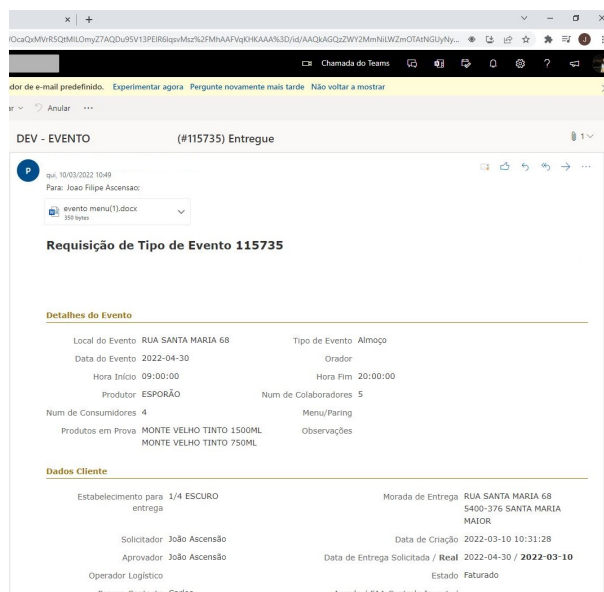 Chamada do Teams
ador de e-mail predefinido. Experimentar agora Pergunte novamente mais tarde Não voltar a mostrar
Anular
DEV - EVENTO (#115735) Entregue
1
P
qui, 10/03/2022 10:49
Para: Joao Filipe Ascensao;
evento menu(1).docx
350 bytes
Requisição de Tipo de Evento 115735
Detalhes do Evento
Local do Evento RUA SANTA MARIA 68 Tipo de Evento Almoço
Data do Evento 2022-04-30 Orador
Hora Início 09:00:00 Hora Fim 20:00:00
Produtor ESPORÃO Num de Colaboradores 5
Num de Consumidores 4 Menu/Paring
Produtos em Prova MONTE VELHO TINTO 1500ML Observações
MONTE VELHO TINTO 750ML
Dados Cliente
Estabelecimento para entrega 1/4 ESCURO Morada de Entrega RUA SANTA MARIA 68
5400-376 SANTA MARIA
MAIOR
Solicitador João Ascensão Data de Criação 2022-03-10 10:31:28
Aprovador João Ascensão Data de Entrega Solicitada / Real 2022-04-30 / 2022-03-10
Operador Logístico Estado Faturado